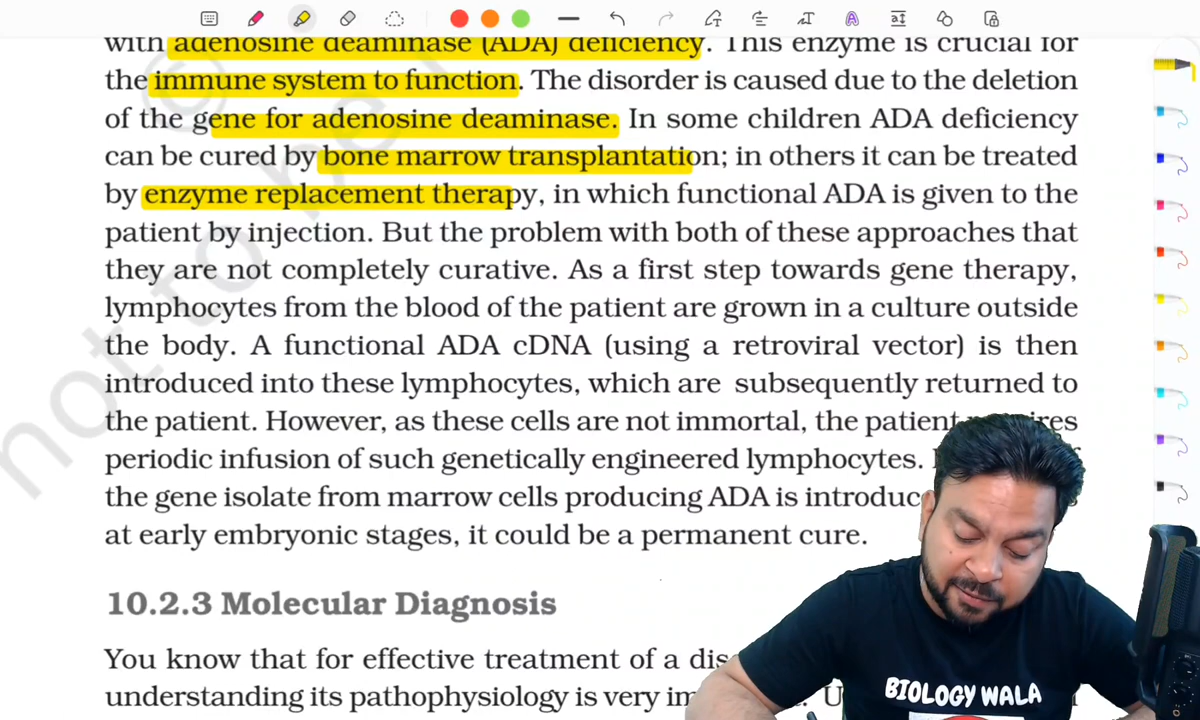 with adenosine deaminase (ADA) deficiency. This enzyme is crucial for
the immune system to function. The disorder is caused due to the deletion
of the gene for adenosine deaminase. In some children ADA deficiency
can be cured by bone marrow transplantation; in others it can be treated
by enzyme replacement therapy, in which functional ADA is given to the
patient by injection. But the problem with both of these approaches that
they are not completely curative. As a first step towards gene therapy,
lymphocytes from the blood of the patient are grown in a culture outside
the body. A functional ADA cDNA (using a retroviral vector) is then
introduced into these lymphocytes, which are subsequently returned to
the patient. However, as these cells are not immortal, the patient
periodic infusion of such genetically engineered lymphocytes.
the gene isolate from marrow cells producing ADA is
at early embryonic stages, it could be a permanent cure.
10.2.3 Molecular Diagnosis
You know that for effective treatment of a
understanding its pathophysiology is very
BIOLOGY WALA
© not to